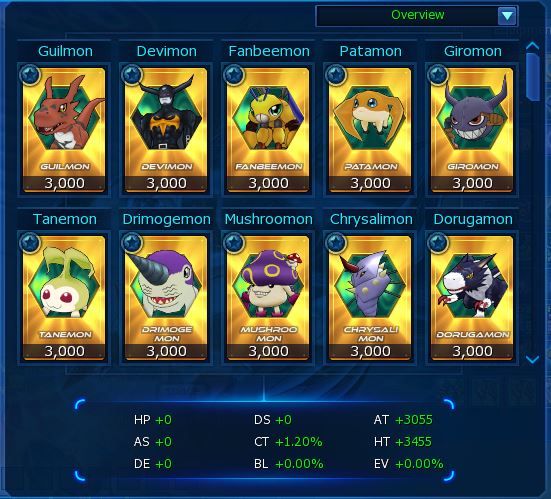 Overview
Guilmon Devimon Fanbeemon Patamon Giromon
GUILMON DEVIMON FANBEEMON PATAMON GIROMON
3,000 3,000 3,000 3,000 3,000
Tanemon Drimogemon Mushroomon Chrysalimon Dorugamon
TANEMON DRIMOGE MON MUSHROO MON CHRYSALI MON DORUGAMON
3,000 3,000 3,000 3,000 3,000
HP +0 DS +0 AT +3055
AS +0 CT +1.20% HT +3455
DE +0 BL +0.00% EV +0.00%